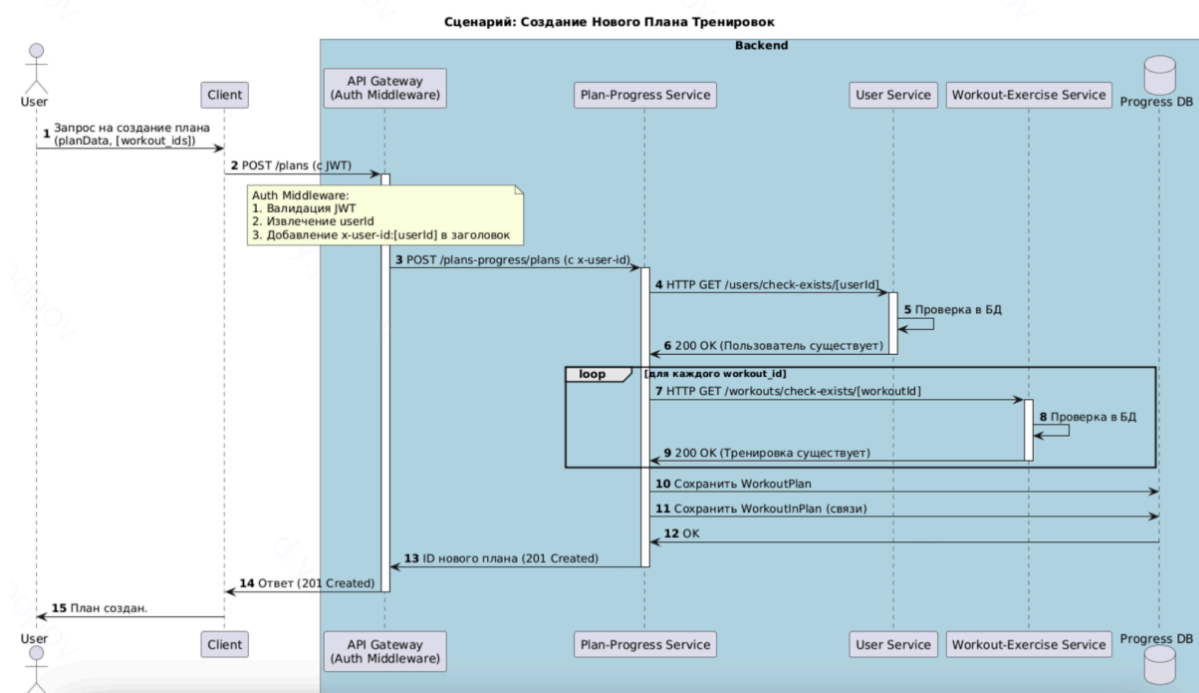 Сценарий: Создание Нового Плана Тренировок
Backend
User
Client
API Gateway
(Auth Middleware)
Plan-Progress Service
User Service
Workout-Exercise Service
Progress DB
1 Запрос на создание плана
(planData, [workout_ids])
2 POST /plans (с JWT)
Auth Middleware:
1. Валидация JWT
2. Извлечение userId
3. Добавление x-user-id:[userId] в заголовок
3 POST /plans-progress/plans (с x-user-id)
4 HTTP GET /users/check-exists/[userId]
5 Проверка в БД
6 200 OK (Пользователь существует)
loop [для каждого workout_id]
7 HTTP GET /workouts/check-exists/[workoutId]
8 Проверка в БД
9 200 OK (Тренировка существует)
10 Сохранить WorkoutPlan
11 Сохранить WorkoutInPlan (связи)
12 OK
13 ID нового плана (201 Created)
14 Ответ (201 Created)
15 План создан.
User
Client
API Gateway
(Auth Middleware)
Plan-Progress Service
User Service
Workout-Exercise Service
Progress DB